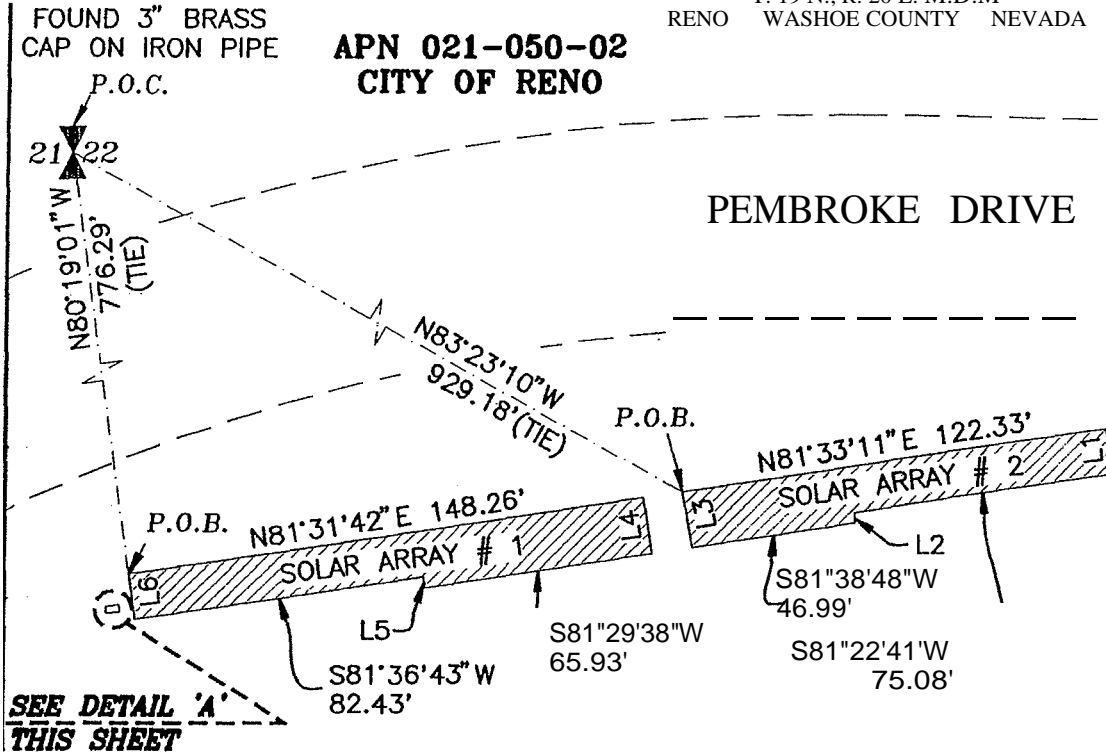 FOUND 3" BRASS
CAP ON IRON PIPE
P.O.C.
APN 021-050-02
CITY OF RENO
RENO WASHOE COUNTY NEVADA
21 22
PEMBROKE DRIVE
N80°19'01"W
776.29'
(TIE)
N83°23'10"W
929.18'(TIE)
P.O.B.
N81°33'11"E 122.33'
SOLAR ARRAY # 2
L1
L3
L2
S81°38'48"W
46.99'
S81"22'41'W
75.08'
P.O.B.
N81°31'42"E 148.26'
SOLAR ARRAY # 1
L4
L6
L5
S81"29'38"W
65.93'
S81°36'43"W
82.43'
SEE DETAIL 'A'
THIS SHEET